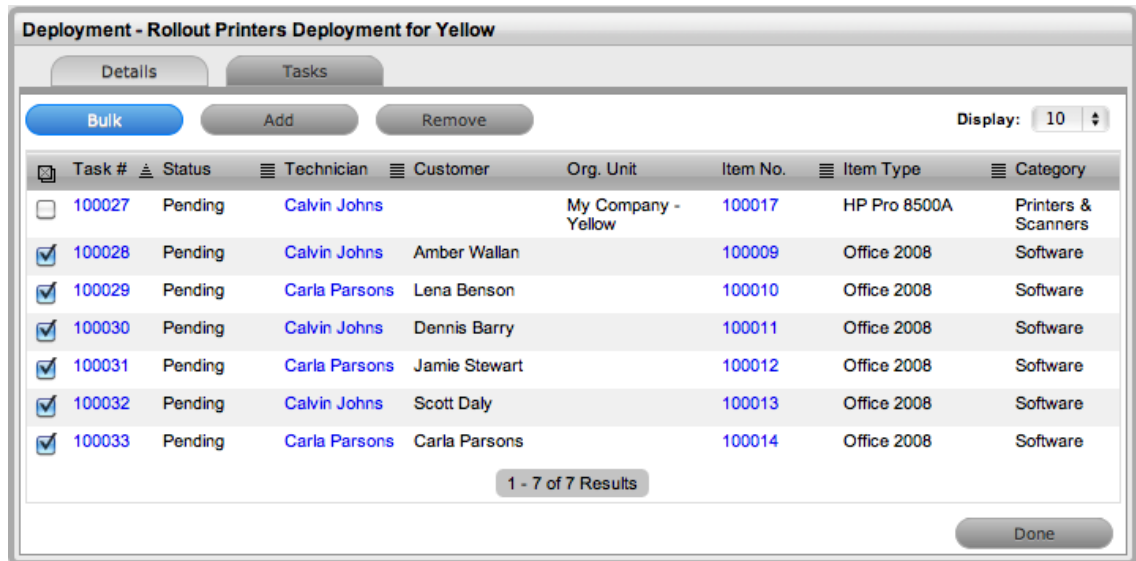 Deployment - Rollout Printers Deployment for Yellow
Details Tasks
Bulk Add Remove Display: 10
Task # Status Technician Customer Org. Unit Item No. Item Type Category
100027 Pending Calvin Johns My Company - 100017 HP Pro 8500A Printers &
Yellow Scanners
100028 Pending Calvin Johns Amber Wallan 100009 Office 2008 Software
100029 Pending Carla Parsons Lena Benson 100010 Office 2008 Software
100030 Pending Calvin Johns Dennis Barry 100011 Office 2008 Software
100031 Pending Carla Parsons Jamie Stewart 100012 Office 2008 Software
100032 Pending Calvin Johns Scott Daly 100013 Office 2008 Software
100033 Pending Carla Parsons Carla Parsons 100014 Office 2008 Software
1 - 7 of 7 Results
Done